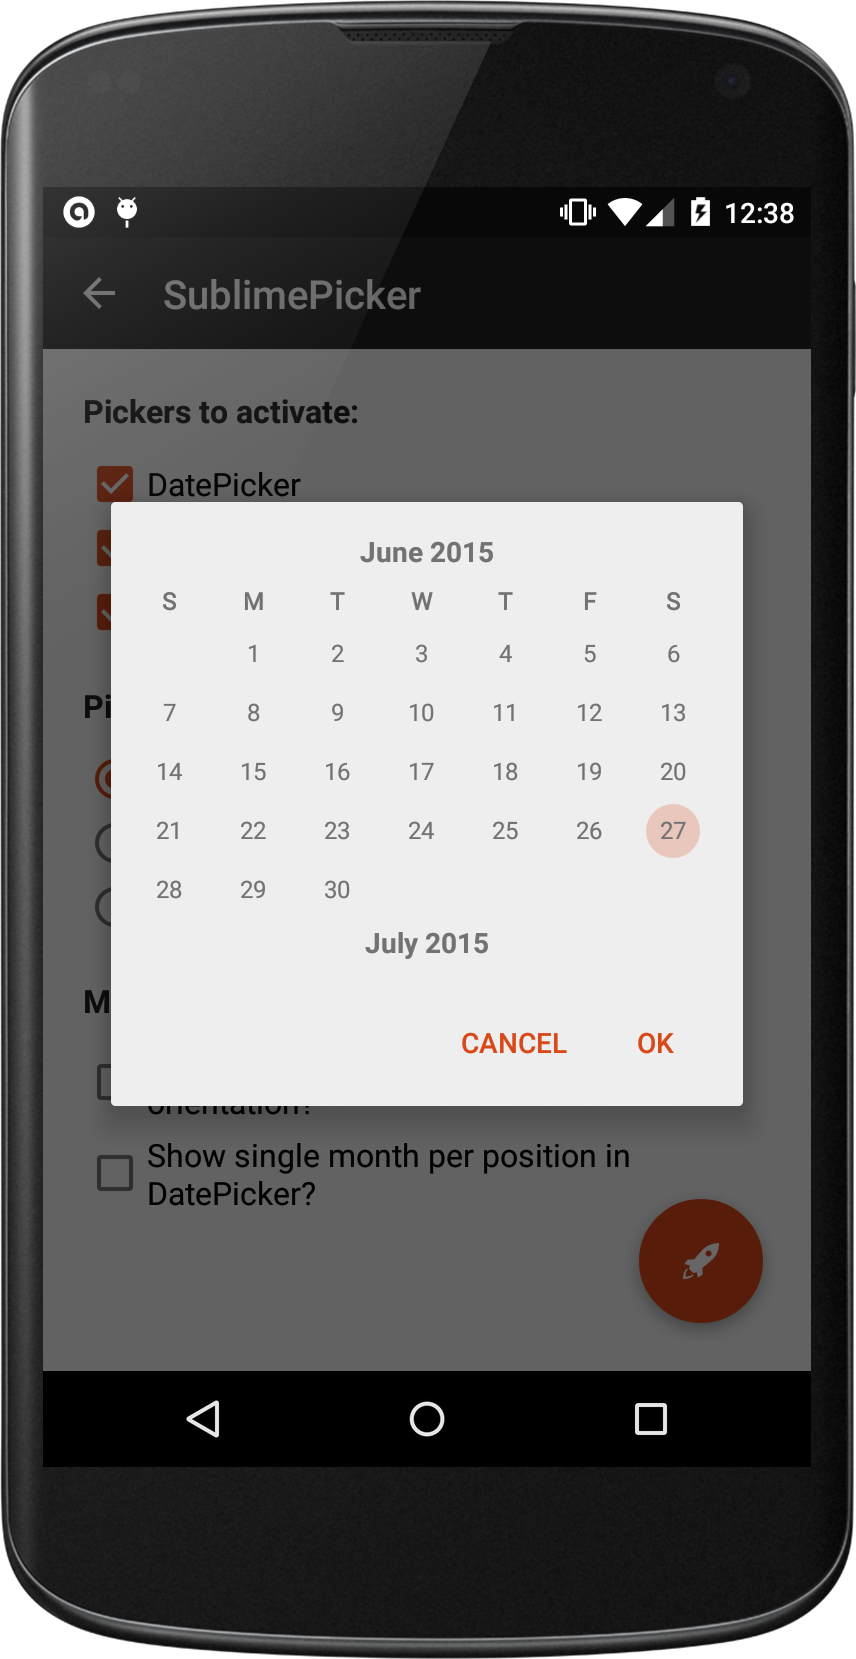 12:38
SublimePicker
Pickers to activate:
DatePicker
June 2015
S M T W T F S
1 2 3 4 5 6
7 8 9 10 11 12 13
14 15 16 17 18 19 20
21 22 23 24 25 26 27
28 29 30
July 2015
CANCEL OK
orientation?
Show single month per position in
DatePicker?